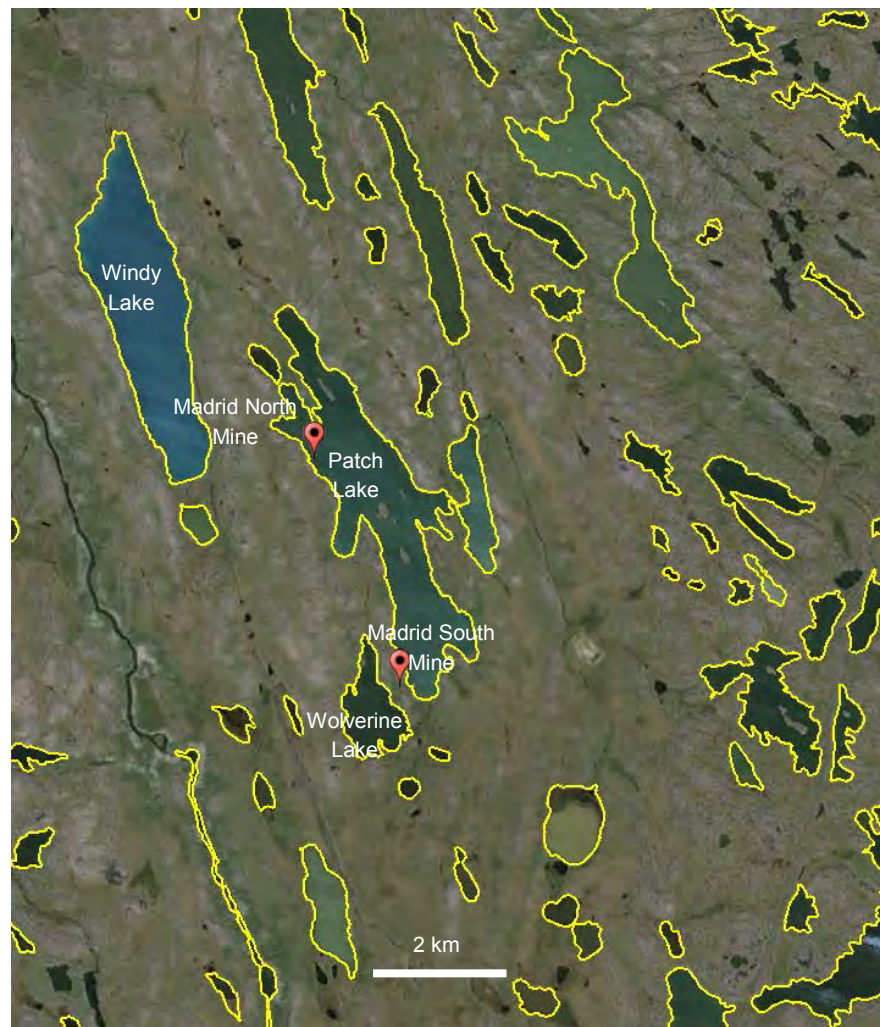 Windy
Lake
Madrid North
Mine
Patch
Lake
Madrid South
Mine
Wolverine
Lake
2 km